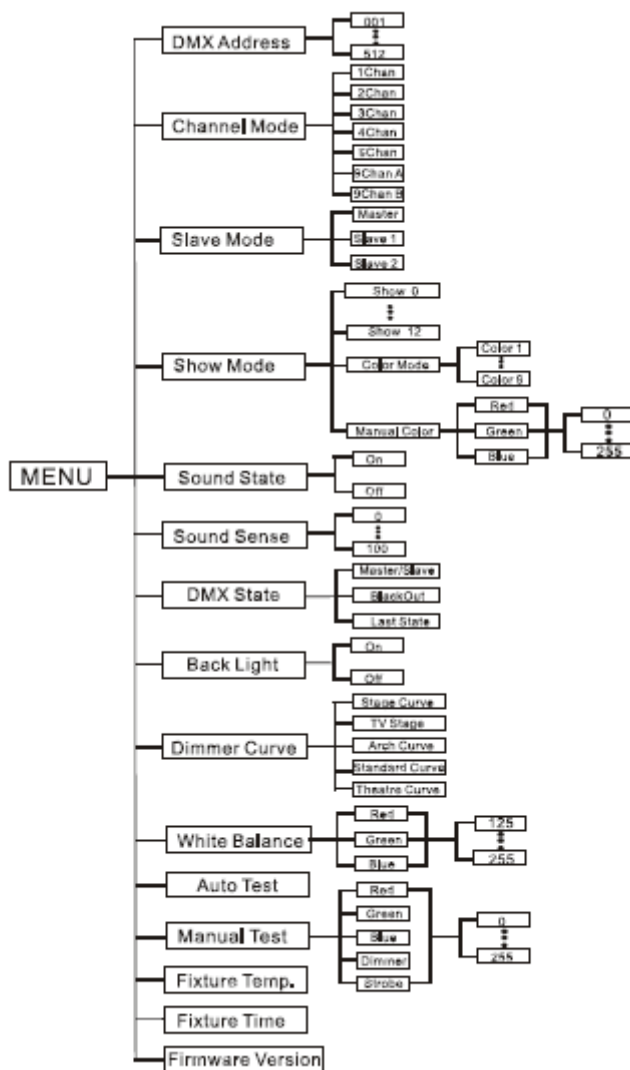 MENU
DMX Address
001
512
Channel Mode
1Chan
2Chan
3Chan
4Chan
5Chan
9Chan A
9Chan B
Slave Mode
Master
Slave 1
Slave 2
Show Mode
Show 0
Show 12
Color Mode
Color 1
Color 6
Manual Color
Red
Green
Blue
0
255
Sound State
On
Off
Sound Sense
0
100
DMX State
Master/Slave
BlackOut
Last State
Back Light
On
Off
Dimmer Curve
Stage Curve
TV Stage
Arch Curve
Standard Curve
Theatre Curve
White Balance
Red
Green
Blue
125
255
Auto Test
Manual Test
Red
Green
Blue
Dimmer
Strobe
0
255
Fixture Temp.
Fixture Time
Firmware Version